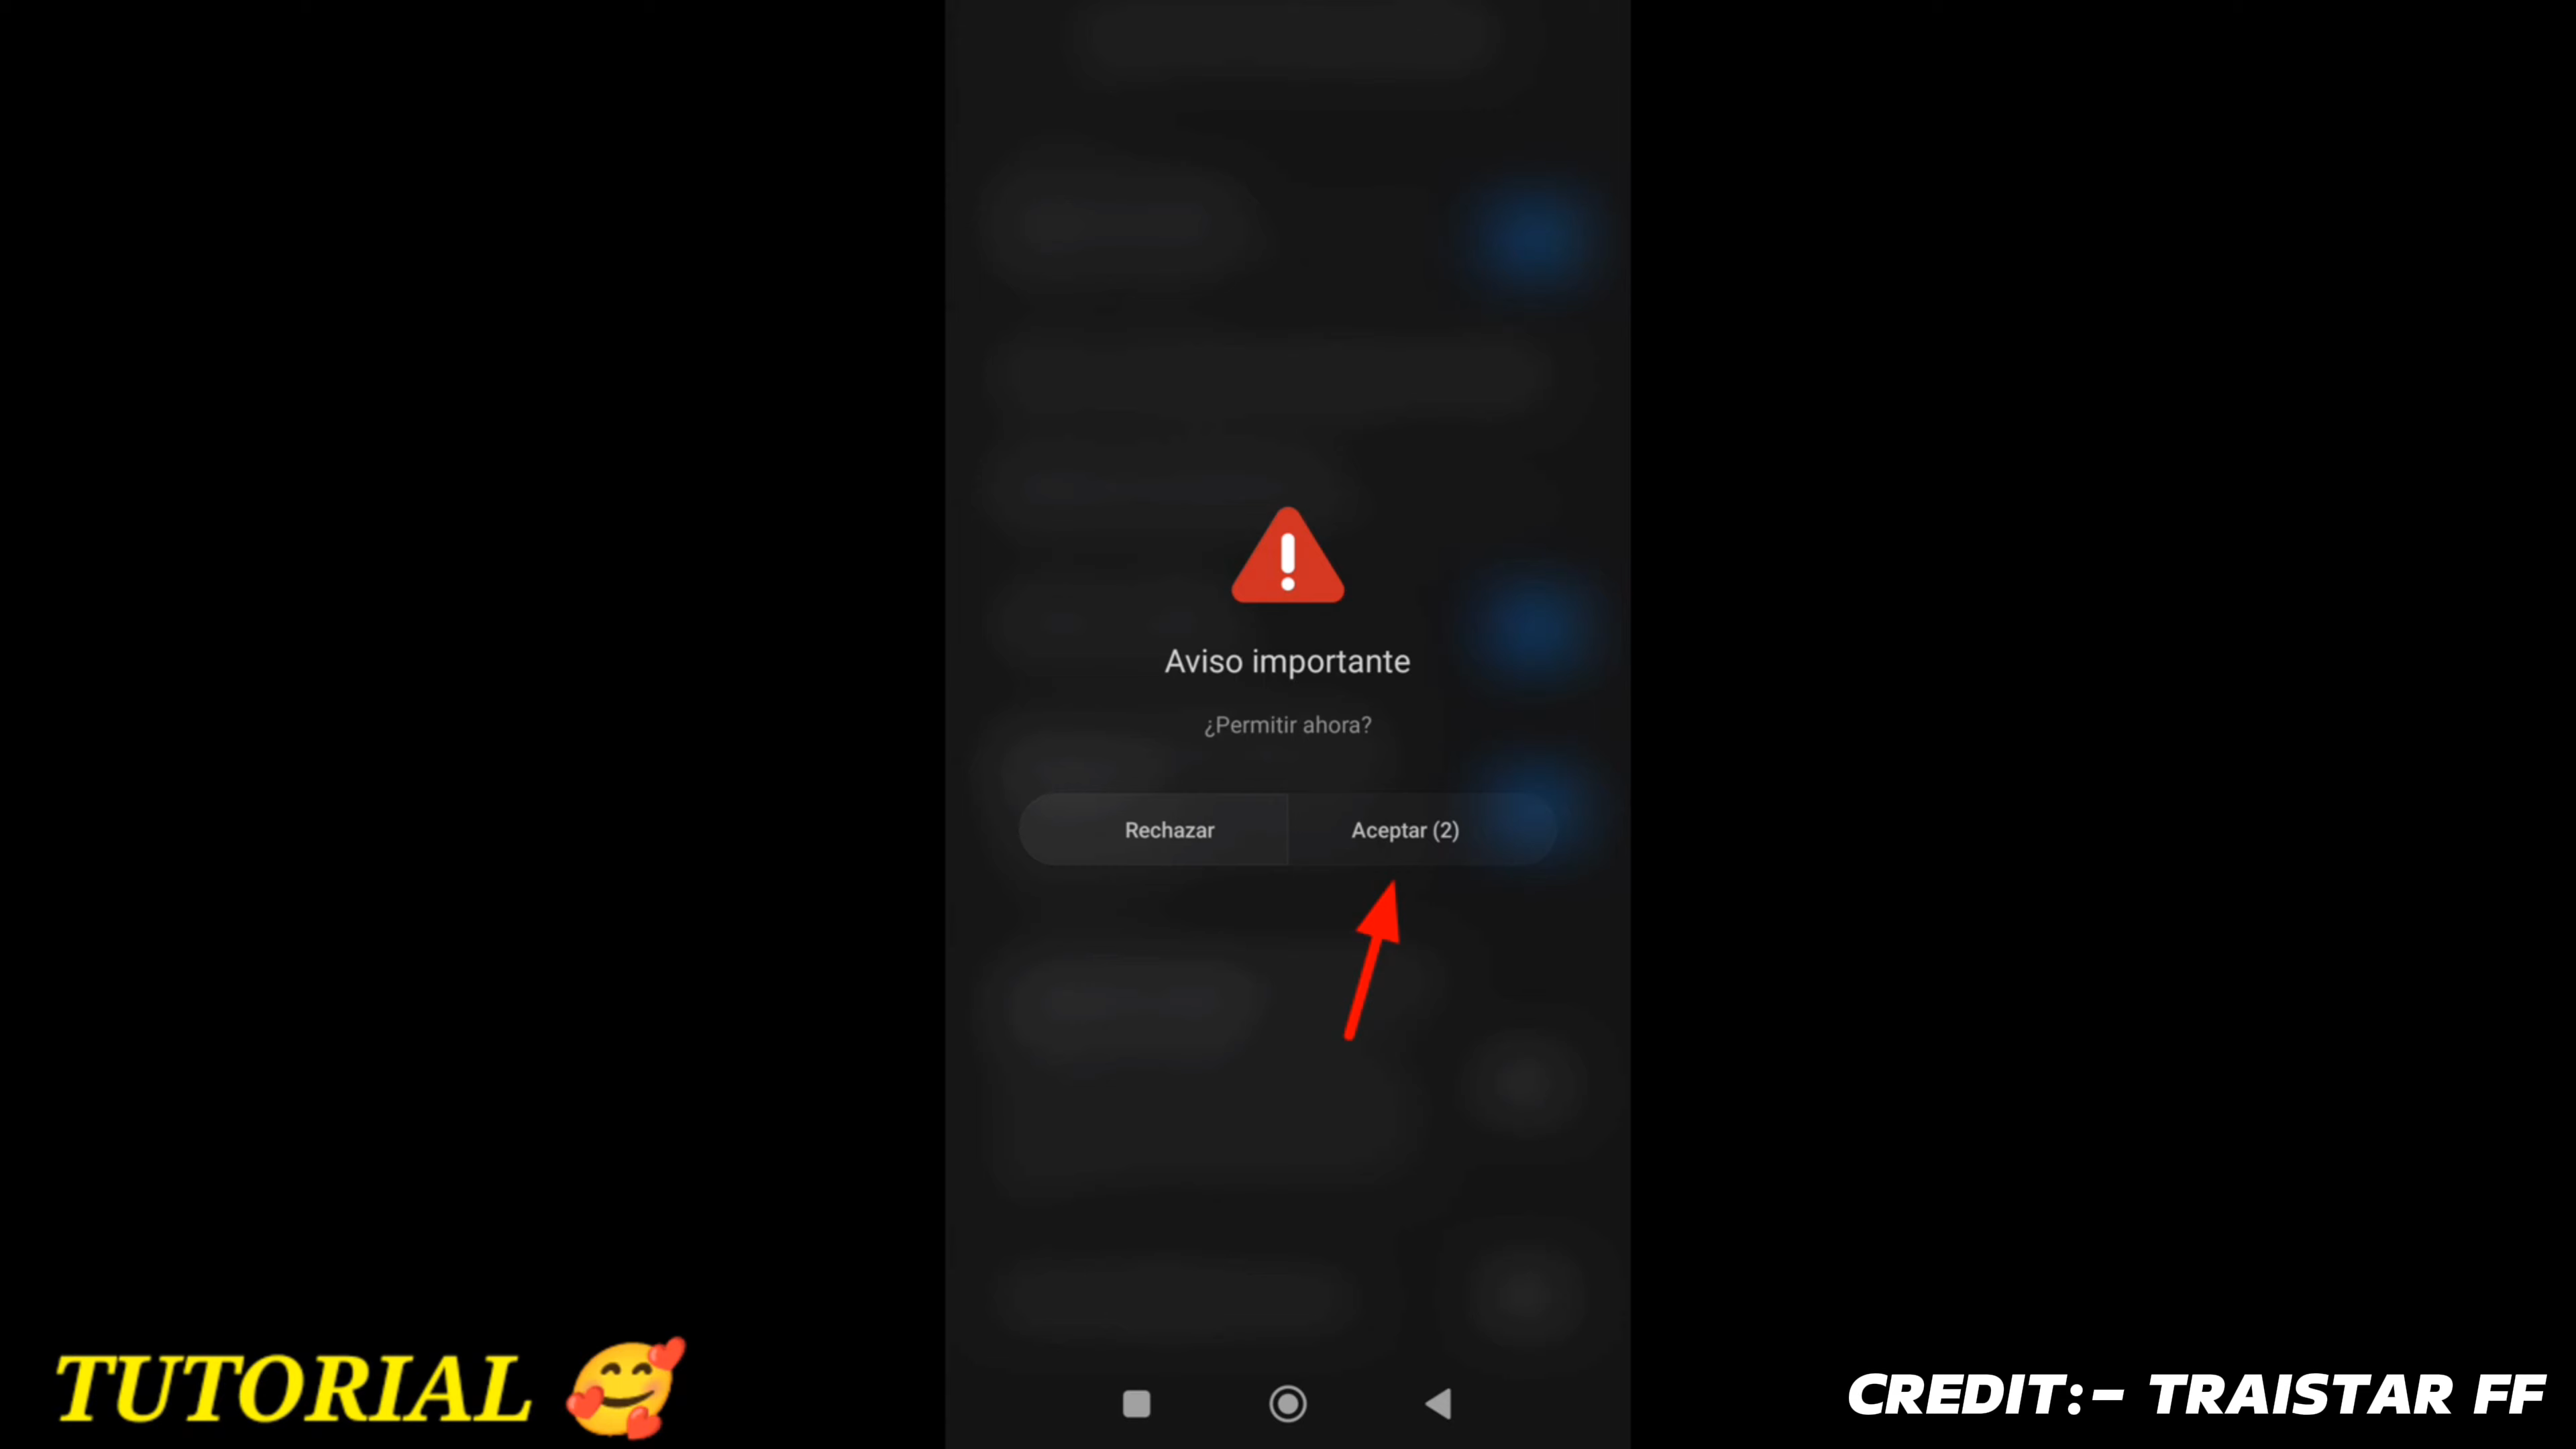 Aviso importante
¿Permitir ahora?
Rechazar
Aceptar (2)
TUTORIAL
CREDIT:- TRAISTAR FF